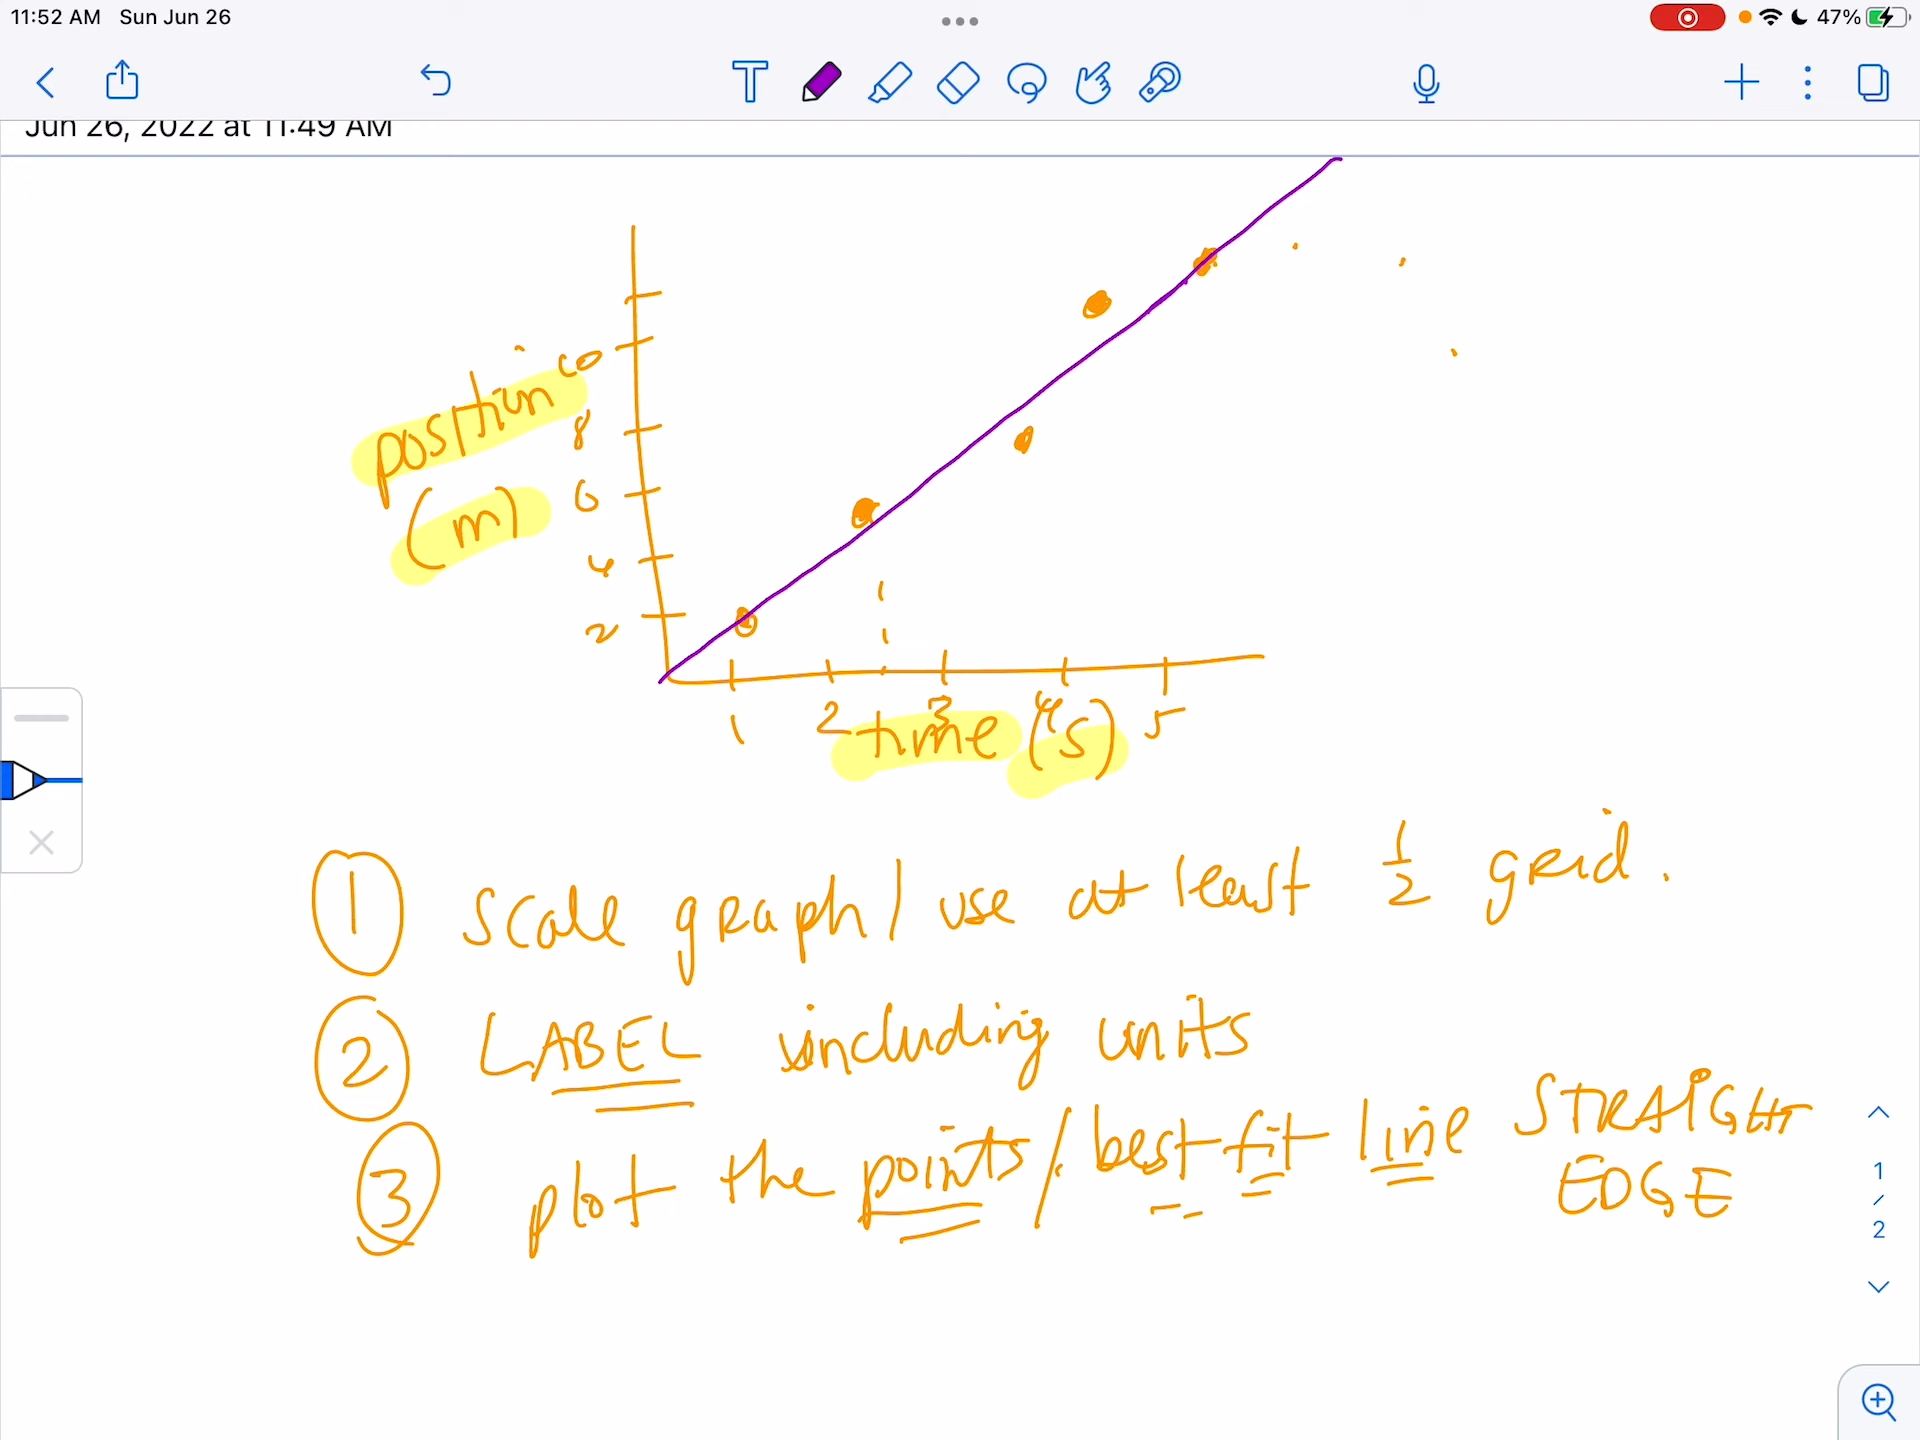 11:52 AM Sun Jun 26
47%
Jun 26, 2022 at 11:49 AM
10
position
8
(m)
6
4
2
1 2 3 4 5
time (s)
1 scale graph / use at least 1/2 grid.
2 LABEL including units
3 plot the points / best fit line STRAIGHT
EDGE
1
/
2